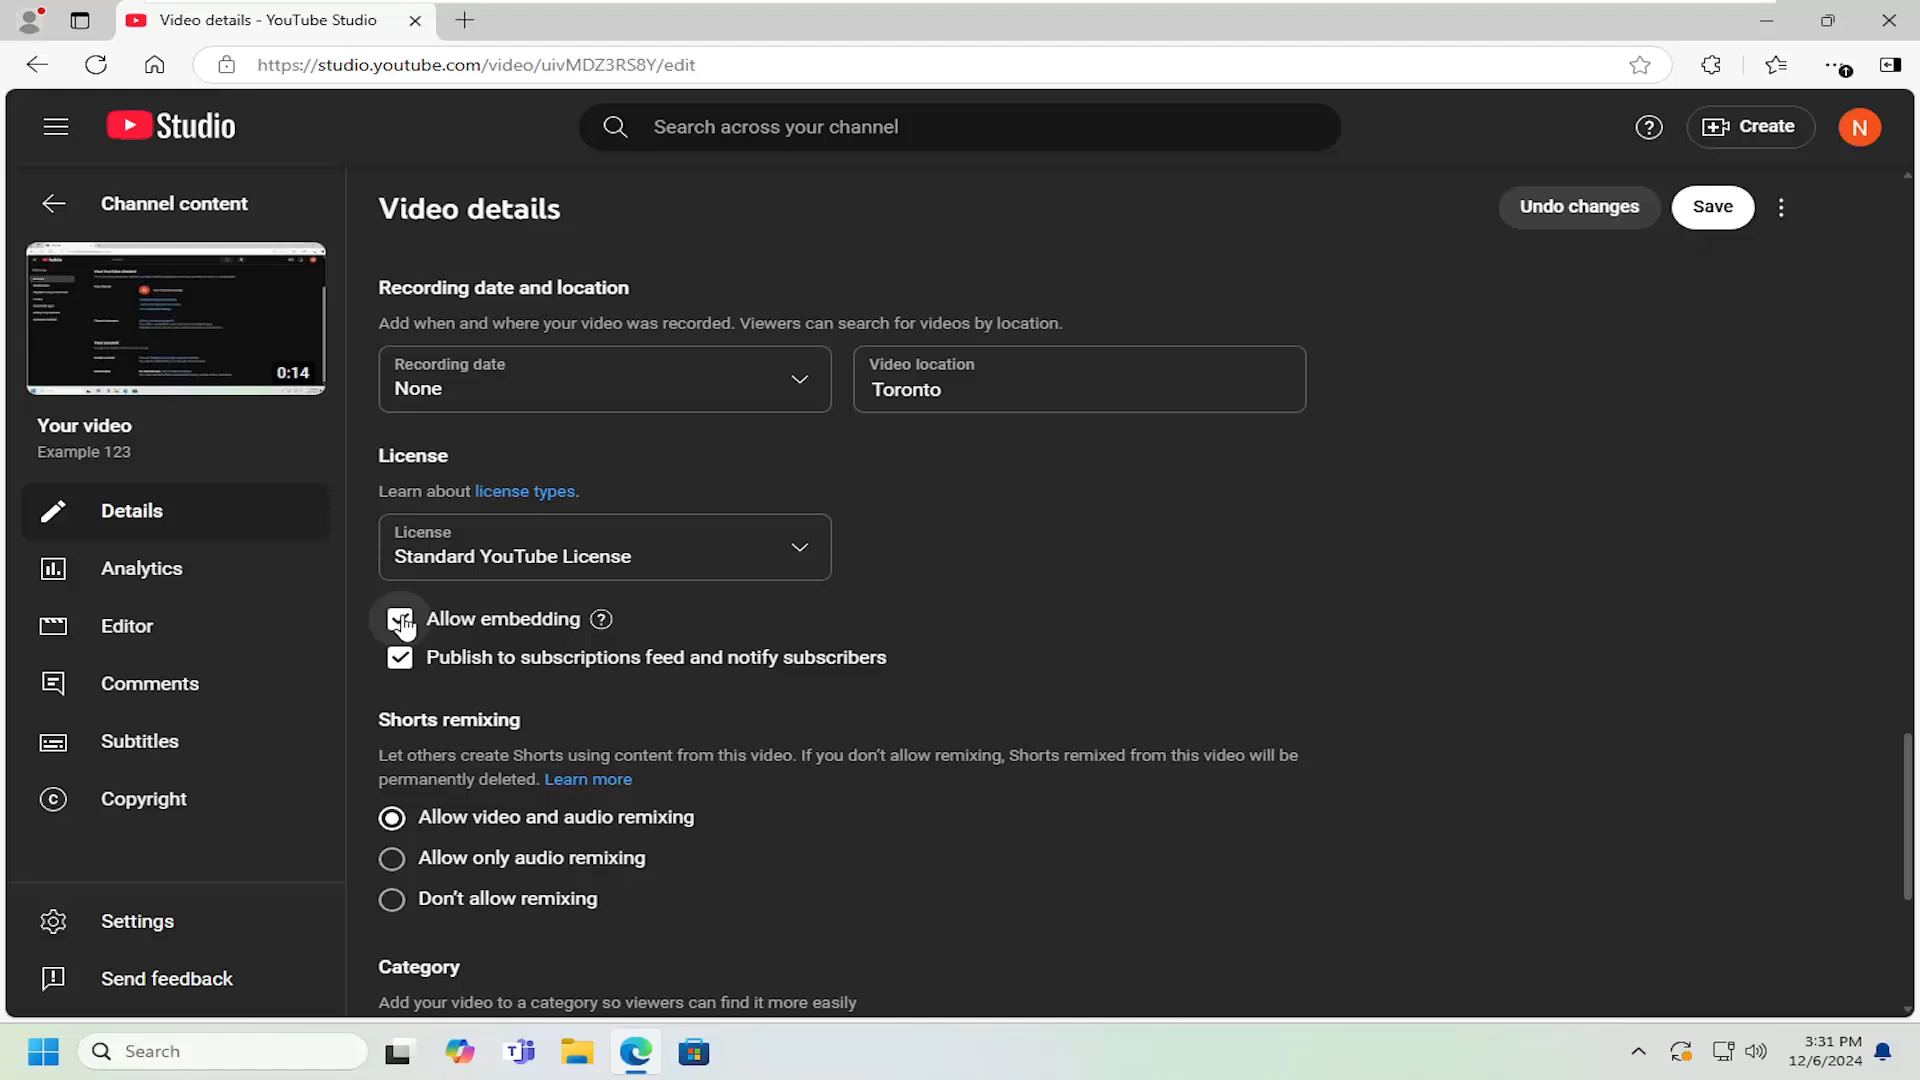 Video details - YouTube Studio
https://studio.youtube.com/video/uivMDZ3RS8Y/edit
Studio
Search across your channel
Create
N
Channel content
Video details
Undo changes
Save
0:14
Your video
Example 123
Details
Analytics
Editor
Comments
Subtitles
Copyright
Settings
Send feedback
Recording date and location
Add when and where your video was recorded. Viewers can search for videos by location.
Recording date
None
Video location
Toronto
License
Learn about license types.
License
Standard YouTube License
Allow embedding
Publish to subscriptions feed and notify subscribers
Shorts remixing
Let others create Shorts using content from this video. If you don't allow remixing, Shorts remixed from this video will be
permanently deleted. Learn more
Allow video and audio remixing
Allow only audio remixing
Don't allow remixing
Category
Add your video to a category so viewers can find it more easily
Search
3:31 PM
12/6/2024